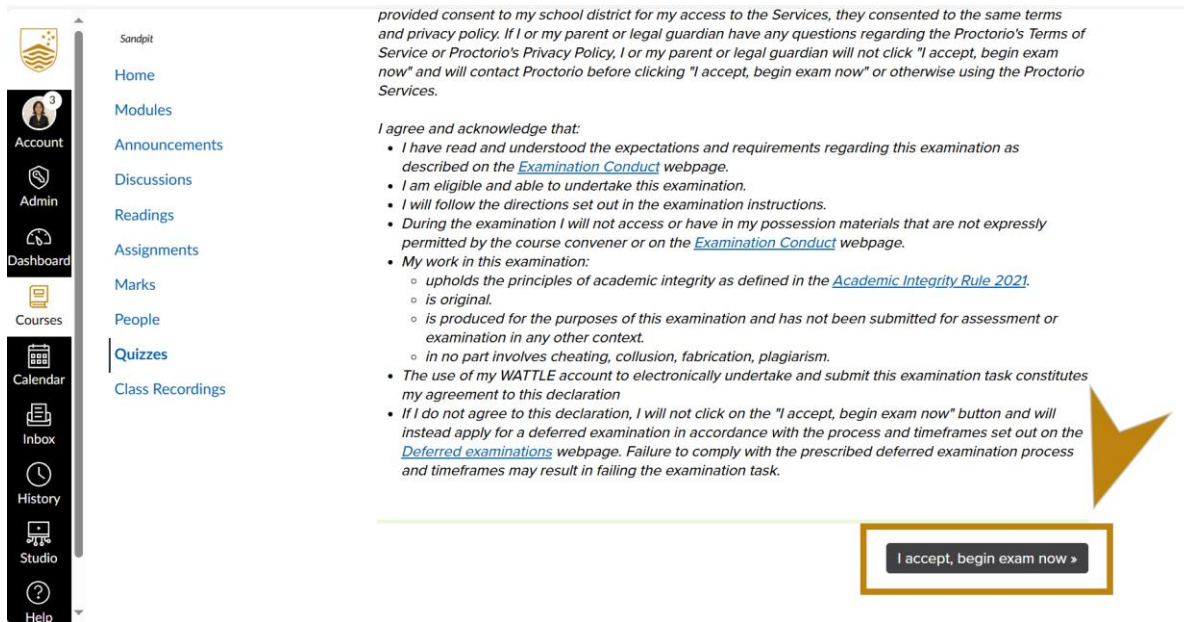 3
Account
Admin
Dashboard
Courses
Calendar
Inbox
History
Studio
Help
Sandpit
Home
Modules
Announcements
Discussions
Readings
Assignments
Marks
People
Quizzes
Class Recordings
provided consent to my school district for my access to the Services, they consented to the same terms
and privacy policy. If I or my parent or legal guardian have any questions regarding the Proctorio's Terms of
Service or Proctorio's Privacy Policy, I or my parent or legal guardian will not click "I accept, begin exam
now" and will contact Proctorio before clicking "I accept, begin exam now" or otherwise using the Proctorio
Services.
I agree and acknowledge that:
• I have read and understood the expectations and requirements regarding this examination as
described on the Examination Conduct webpage.
• I am eligible and able to undertake this examination.
• I will follow the directions set out in the examination instructions.
• During the examination I will not access or have in my possession materials that are not expressly
permitted by the course convener or on the Examination Conduct webpage.
• My work in this examination:
◦ upholds the principles of academic integrity as defined in the Academic Integrity Rule 2021.
◦ is original.
◦ is produced for the purposes of this examination and has not been submitted for assessment or
examination in any other context.
◦ in no part involves cheating, collusion, fabrication, plagiarism.
• The use of my WATTLE account to electronically undertake and submit this examination task constitutes
my agreement to this declaration
• If I do not agree to this declaration, I will not click on the "I accept, begin exam now" button and will
instead apply for a deferred examination in accordance with the process and timeframes set out on the
Deferred examinations webpage. Failure to comply with the prescribed deferred examination process
and timeframes may result in failing the examination task.
I accept, begin exam now »